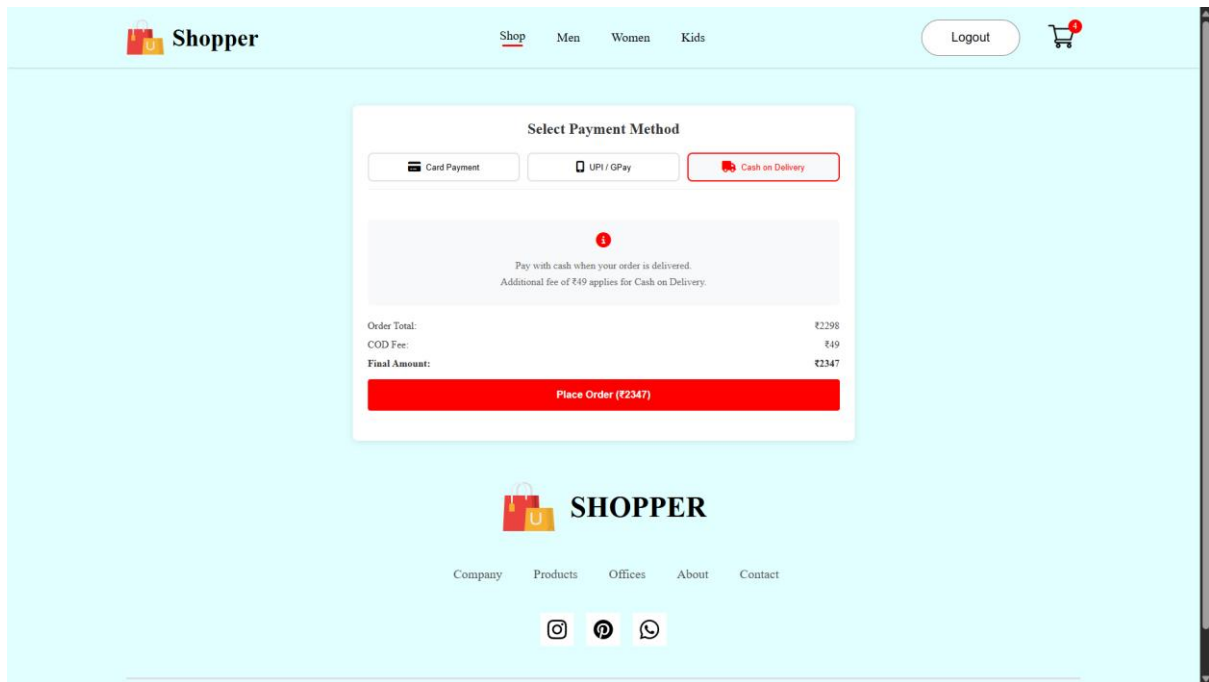 Shopper
Shop Men Women Kids
Logout
4
Select Payment Method
Card Payment UPI / GPay Cash on Delivery
Pay with cash when your order is delivered.
Additional fee of ₹49 applies for Cash on Delivery.
Order Total: ₹2298
COD Fee: ₹49
Final Amount: ₹2347
Place Order (₹2347)
U SHOPPER
Company Products Offices About Contact